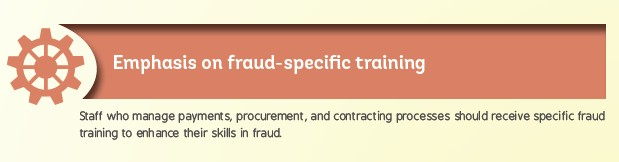 Emphasis on fraud-specific training
Staff who manage payments, procurement, and contracting processes should receive specific fraud
training to enhance their skills in fraud.